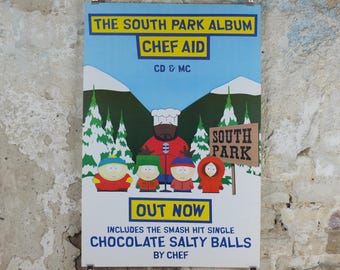 THE SOUTH PARK ALBUM
CHEF AID
CD & MC
SOUTH
PARK
OUT NOW
INCLUDES THE SMASH HIT SINGLE
CHOCOLATE SALTY BALLS
BY CHEF